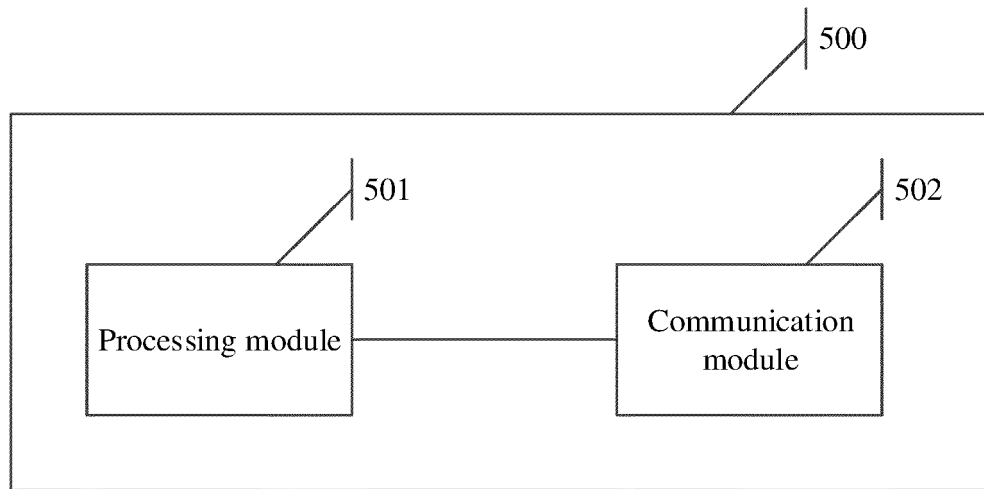 500
501
502
Processing module
Communication
module